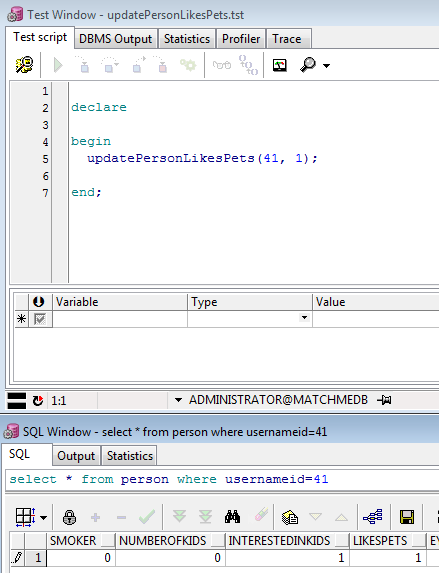 Test Window - updatePersonLikesPets.tst
Test script DBMS Output Statistics Profiler Trace
1
2 declare
3
4 begin
5 updatePersonLikesPets(41, 1);
6
7 end;
Variable Type Value
1:1 ADMINISTRATOR@MATCHMEDB
SQL Window - select * from person where usernameid=41
SQL Output Statistics
select * from person where usernameid=41
SMOKER NUMBEROFKIDS INTERESTEDINKIDS LIKESPETS
1 0 0 1 1